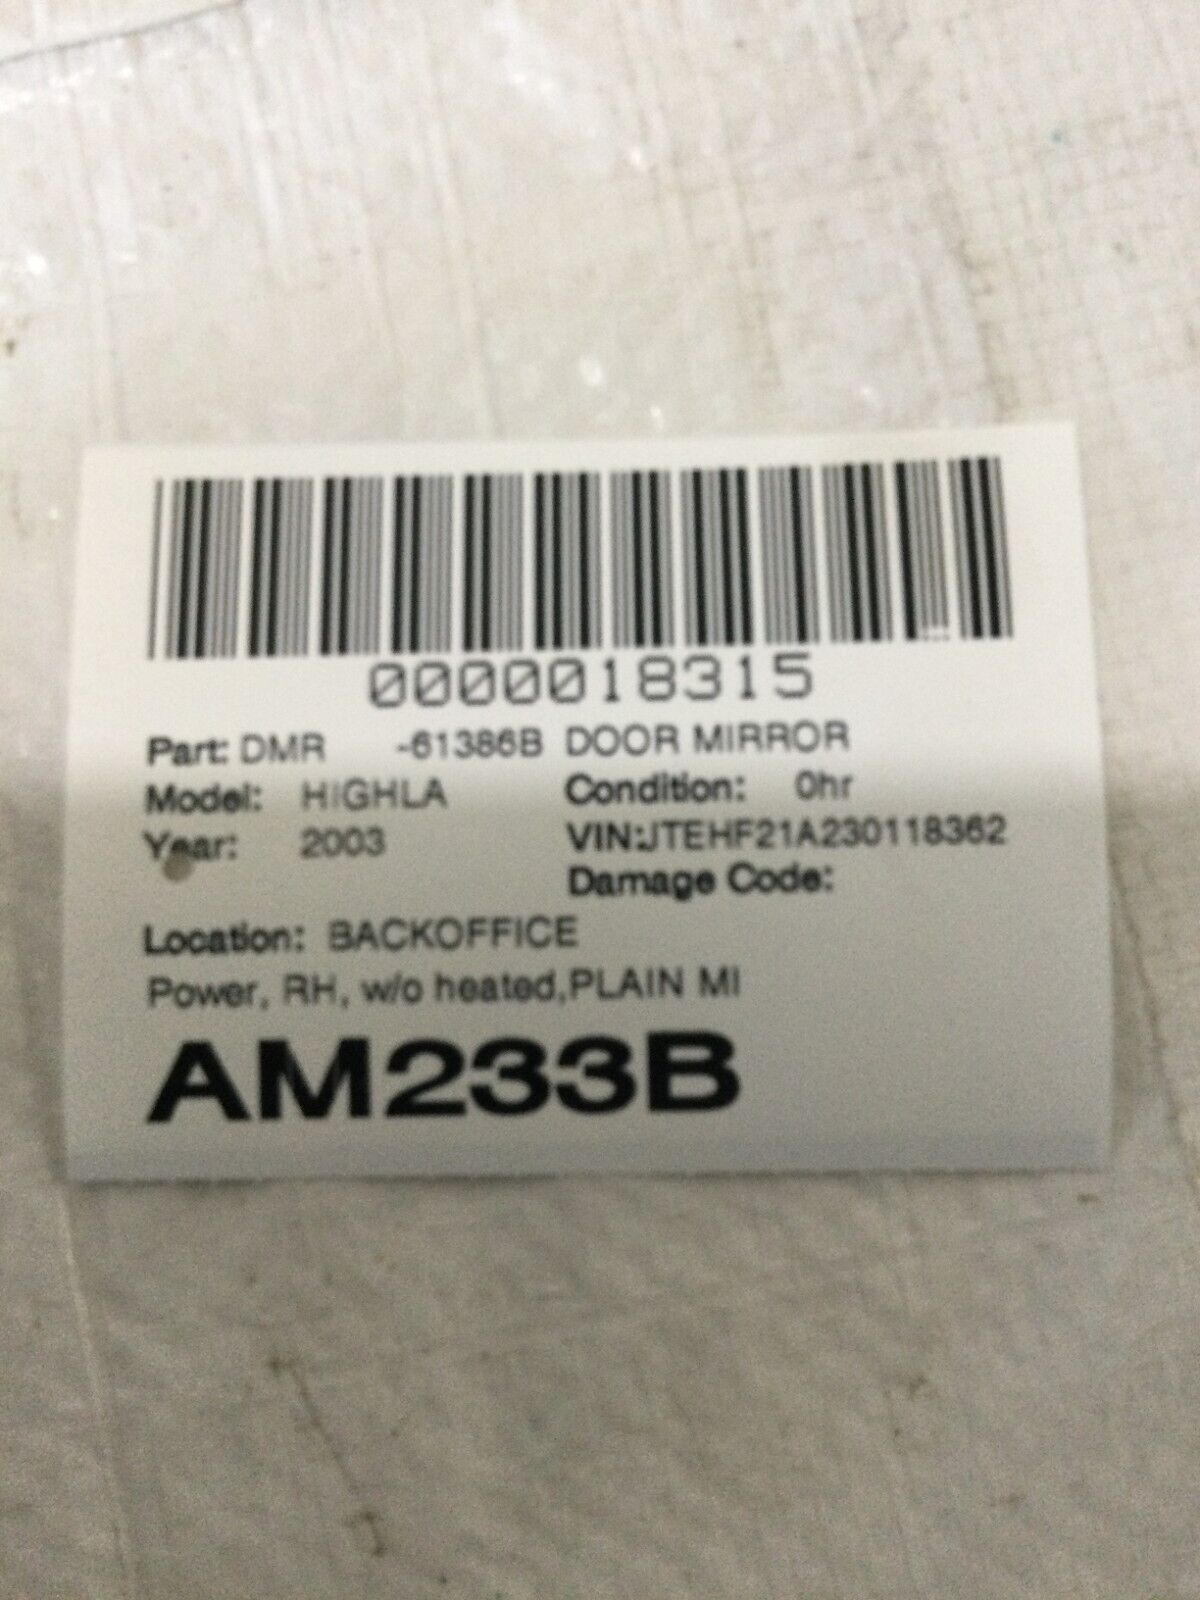 0000018315
Part: DMR -61386B DOOR MIRROR
Model: HIGHLA Condition: 0hr
Year: 2003 VIN:JTEHF21A230118362
Damage Code:
Location: BACKOFFICE
Power, RH, w/o heated,PLAIN MI
AM233B